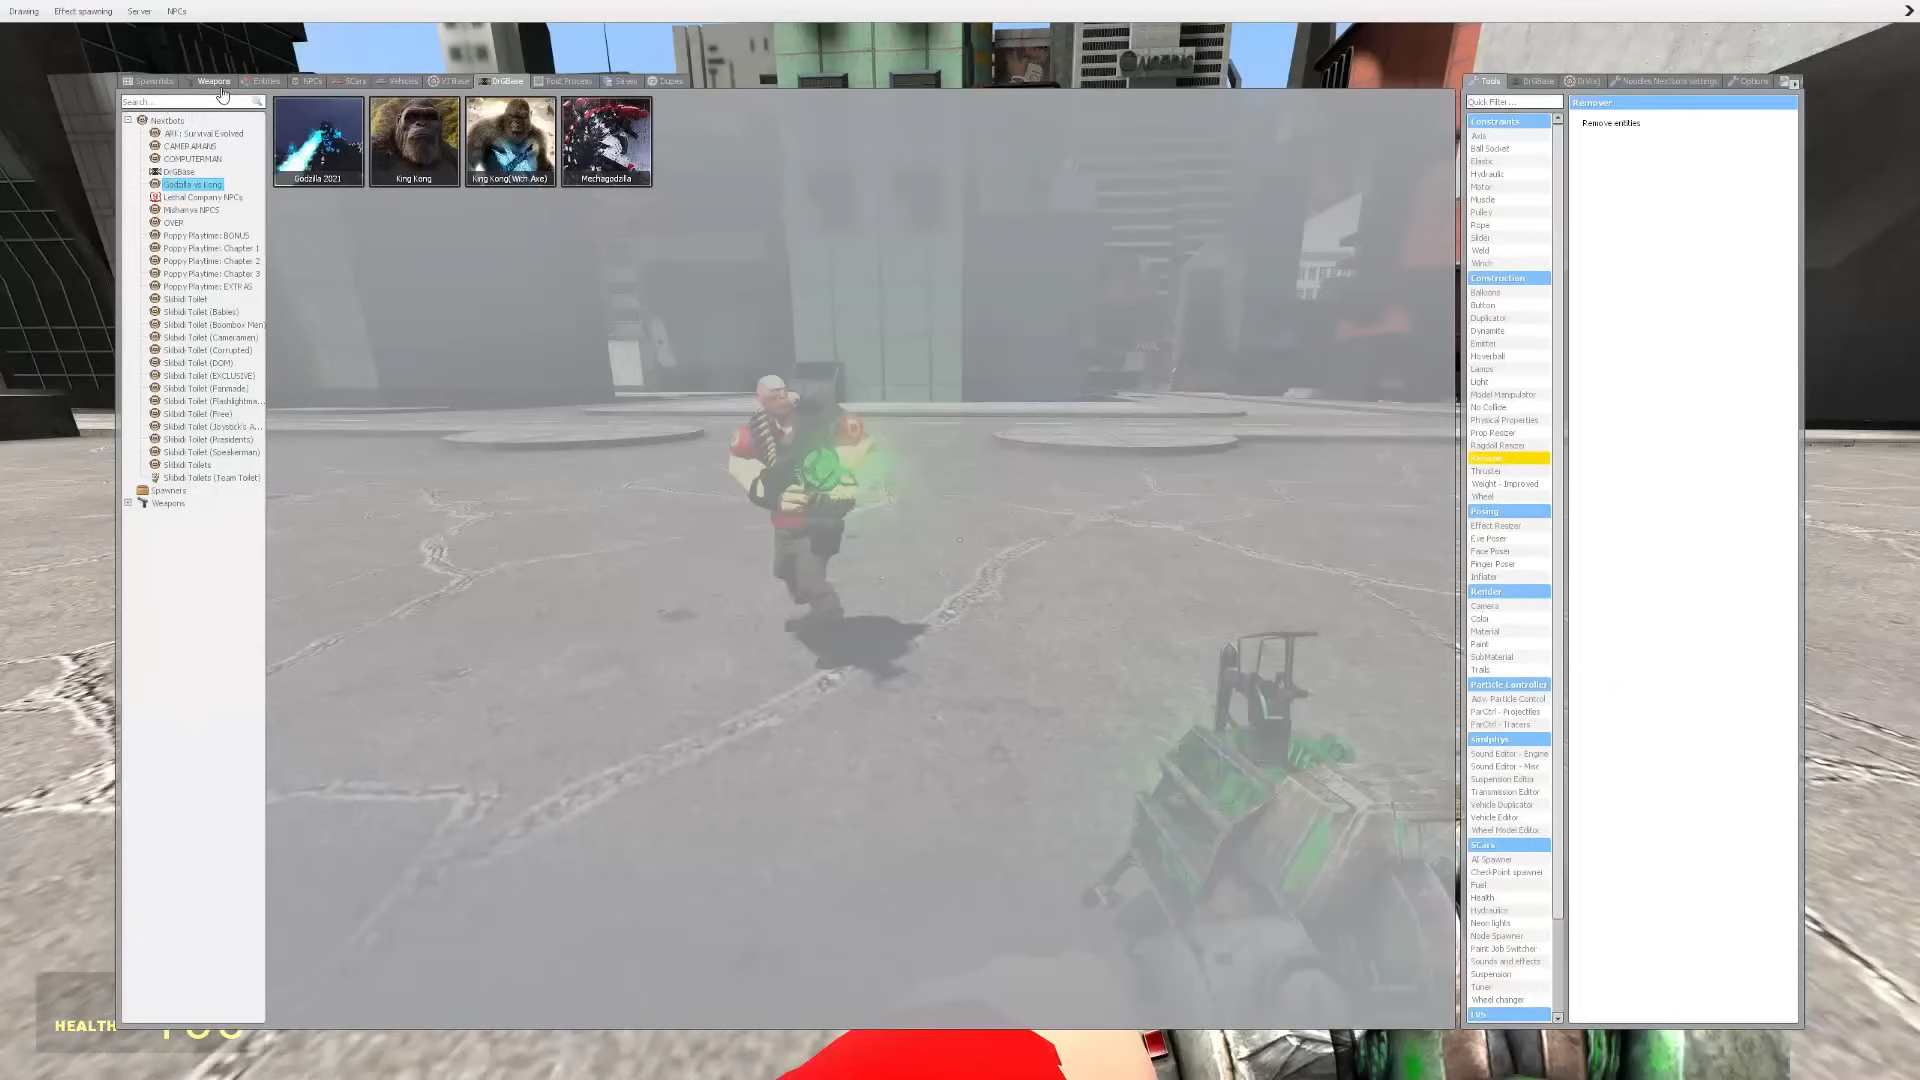 Drawing Effect spawning Server NPCs
Spawnlists Weapons Entities NPCs SCars Vehicles VJBase DrGBase Post Process Saves Dupes
Search...
Nextbots
ARK: Survival Evolved
CAMERAMANS
COMPUTERMAN
DrGBase
Godzilla vs Kong
Lethal Company NPCs
Mishanya NPCS
OVER
Poppy Playtime: BONUS
Poppy Playtime: Chapter 1
Poppy Playtime: Chapter 2
Poppy Playtime: Chapter 3
Poppy Playtime: EXTRAS
Skibidi Toilet
Skibidi Toilet (Babies)
Skibidi Toilet (Boombox Men)
Skibidi Toilet (Cameramen)
Skibidi Toilet (Corrupted)
Skibidi Toilet (DOM)
Skibidi Toilet (EXCLUSIVE)
Skibidi Toilet (Fanmade)
Skibidi Toilet (Flashlightma...
Skibidi Toilet (Free)
Skibidi Toilet (Joystick's A...
Skibidi Toilet (Presidents)
Skibidi Toilet (Speakerman)
Skibidi Toilets
Skibidi Toilets (Team Toilet)
Spawners
Weapons
Godzilla 2021
King Kong
King Kong(With Axe)
Mechagodzilla
HEALTH 100
Tools DrGBase DrVrej Noodles Nextbots settings Options
Quick Filter...
Constraints
Axis
Ball Socket
Elastic
Hydraulic
Motor
Muscle
Pulley
Rope
Slider
Weld
Winch
Construction
Balloons
Button
Duplicator
Dynamite
Emitter
Hoverball
Lamps
Light
Model Manipulator
No Collide
Physical Properties
Prop Resizer
Ragdoll Resizer
Remover
Thruster
Weight - Improved
Wheel
Posing
Effect Resizer
Eye Poser
Face Poser
Finger Poser
Inflator
Render
Camera
Color
Material
Paint
SubMaterial
Trails
Particle Controller
Adv. Particle Control
ParCtrl - Projectiles
ParCtrl - Tracers
simfphys
Sound Editor - Engine
Sound Editor - Misc
Suspension Editor
Transmission Editor
Vehicle Duplicator
Vehicle Editor
Wheel Model Editor
SCars
AI Spawner
CheckPoint spawner
Fuel
Health
Hydraulics
Neon lights
Node Spawner
Paint Job Switcher
Sounds and effects
Suspension
Tuner
Wheel changer
LVS
Remover
Remove entities